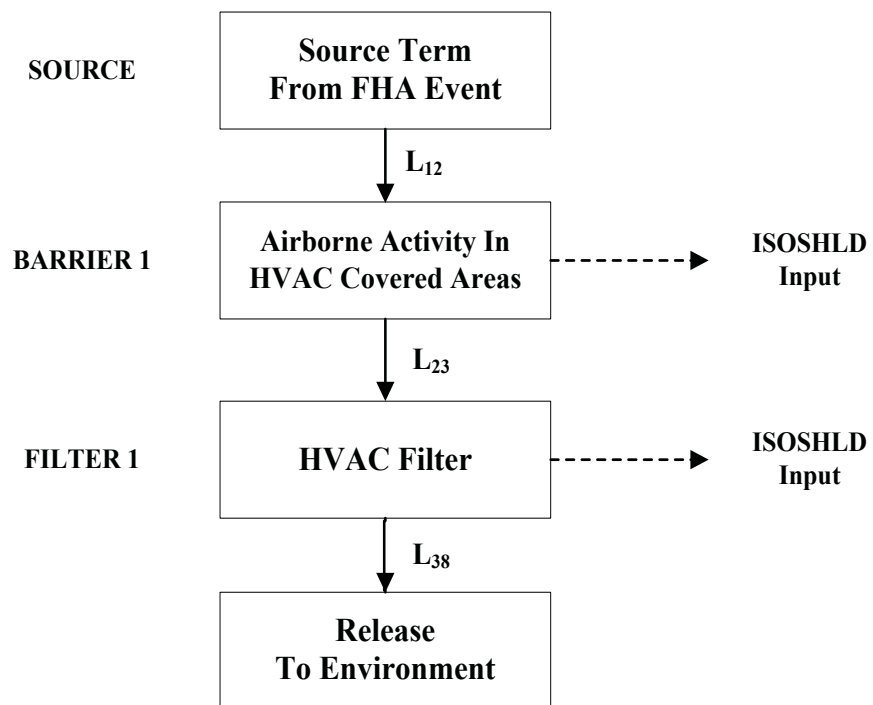 SOURCE
Source Term
From FHA Event
L12
BARRIER 1
Airborne Activity In
HVAC Covered Areas
ISOSHLD
Input
L23
FILTER 1
HVAC Filter
ISOSHLD
Input
L38
Release
To Environment